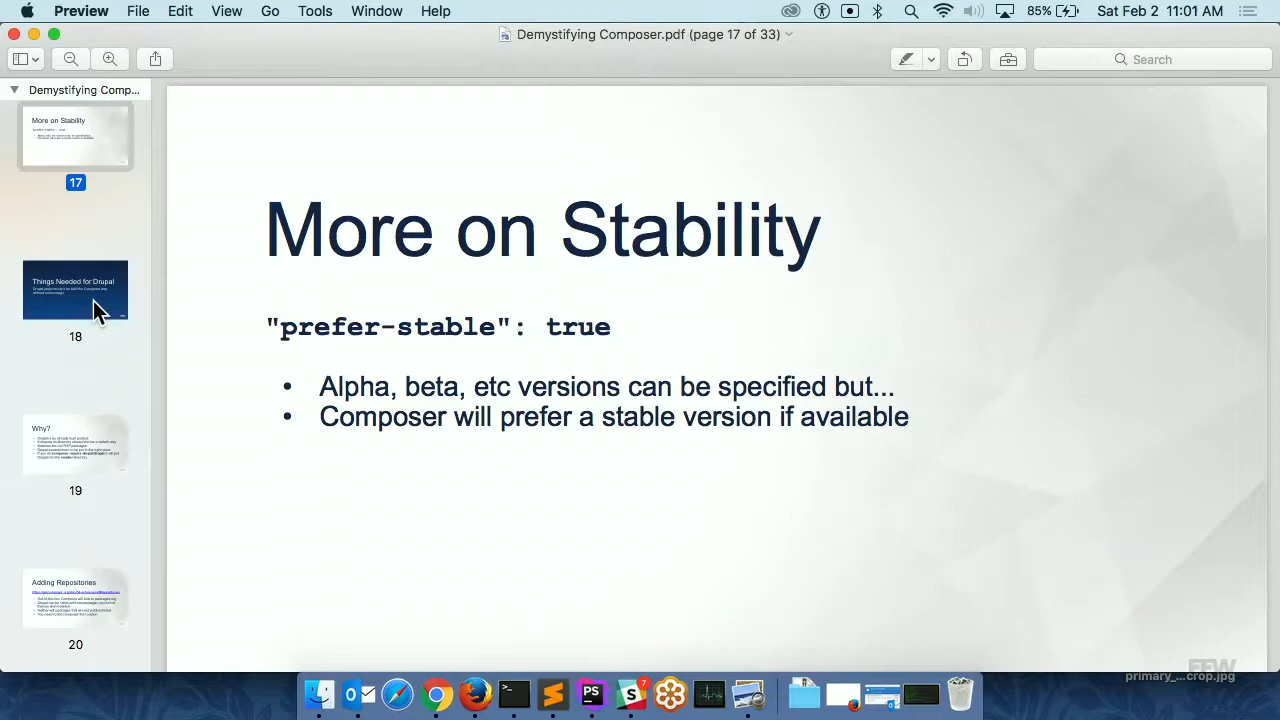 Preview File Edit View Go Tools Window Help 85% Sat Feb 2 11:01 AM
Demystifying Composer.pdf (page 17 of 33)
Search
Demystifying Comp...
More on Stability
17
Things Needed for Drupal
18
Why?
19
Adding Repositories
20
More on Stability
"prefer-stable": true
• Alpha, beta, etc versions can be specified but...
• Composer will prefer a stable version if available
FFW
primary_...crop.jpg
>_
PS
S
7